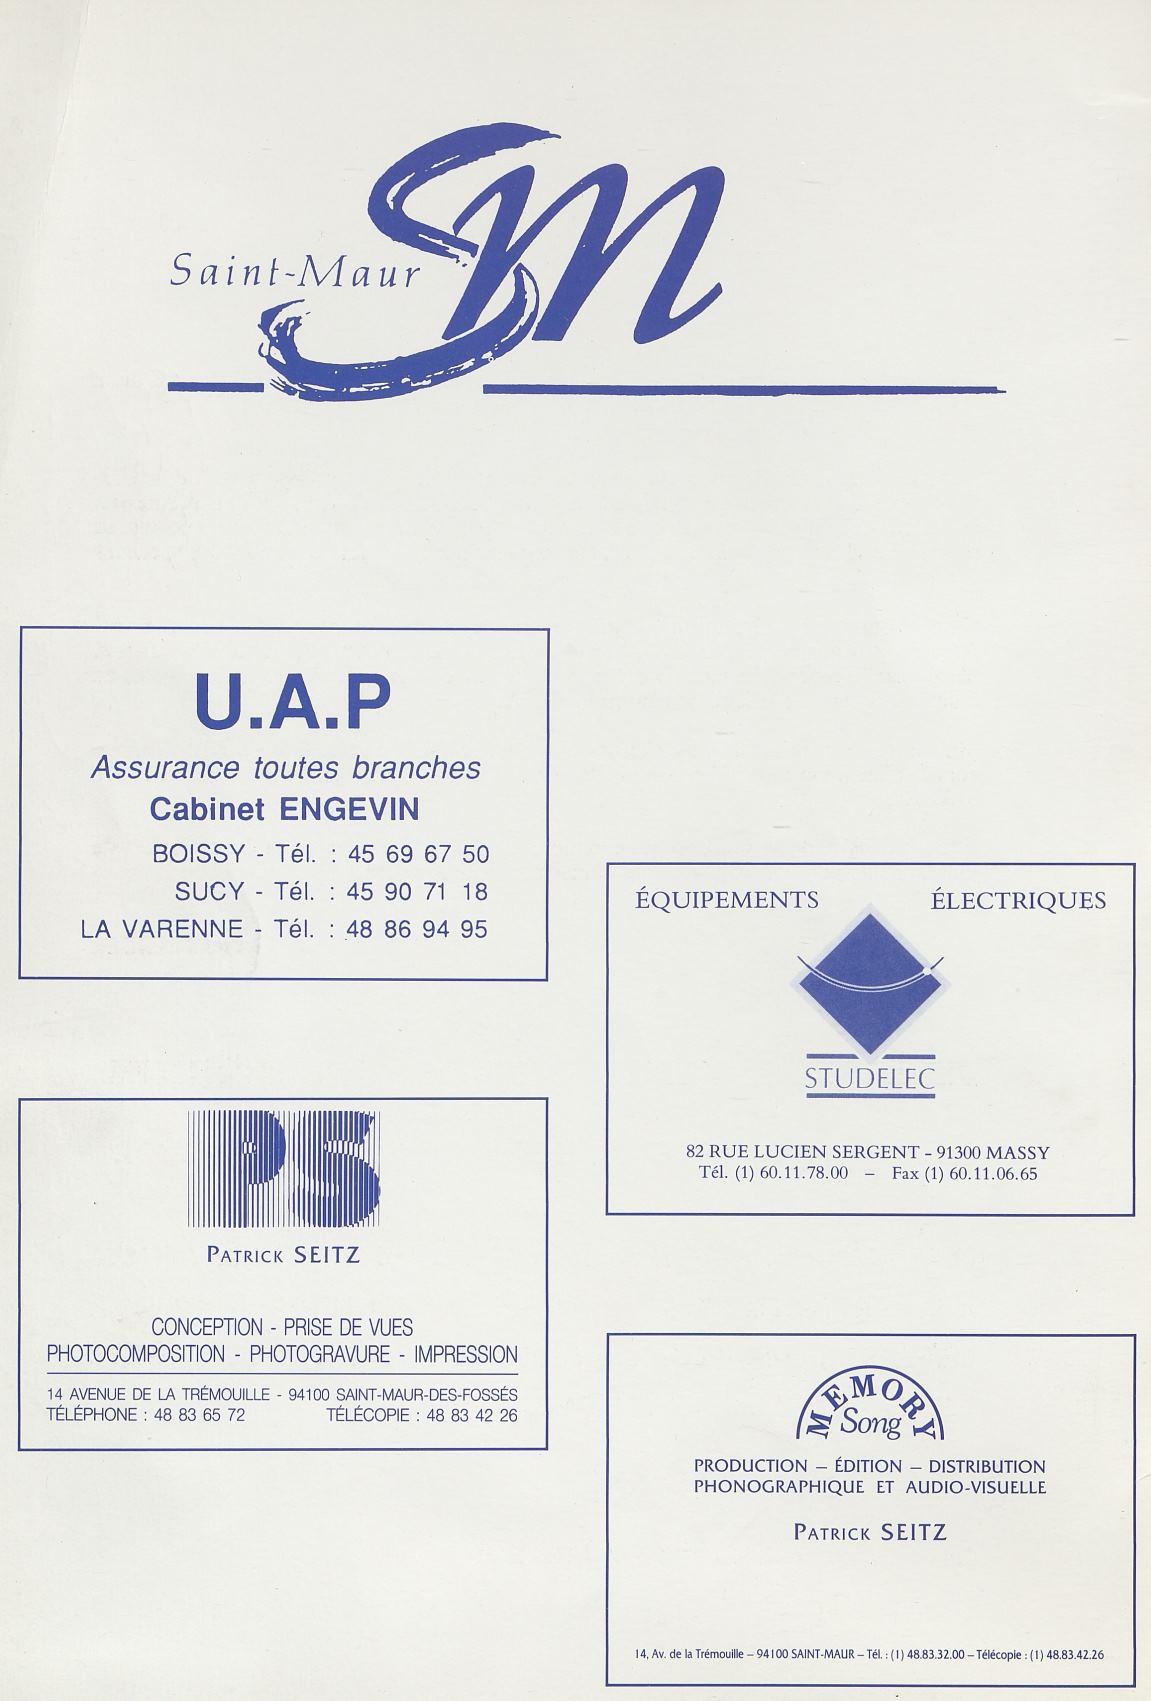 Saint-Maur
SM
U.A.P
Assurance toutes branches
Cabinet ENGEVIN
BOISSY - Tél. : 45 69 67 50
SUCY - Tél. : 45 90 71 18
LA VARENNE - Tél. : 48 86 94 95
ÉQUIPEMENTS ÉLECTRIQUES
STUDELEC
82 RUE LUCIEN SERGENT - 91300 MASSY
Tél. (1) 60.11.78.00 – Fax (1) 60.11.06.65
PS
PATRICK SEITZ
CONCEPTION - PRISE DE VUES
PHOTOCOMPOSITION - PHOTOGRAVURE - IMPRESSION
14 AVENUE DE LA TRÉMOUILLE - 94100 SAINT-MAUR-DES-FOSSÉS
TÉLÉPHONE : 48 83 65 72 TÉLÉCOPIE : 48 83 42 26
MEMORY
Song
PRODUCTION – ÉDITION – DISTRIBUTION
PHONOGRAPHIQUE ET AUDIO-VISUELLE
PATRICK SEITZ
14, Av. de la Trémouille – 94100 SAINT-MAUR – Tél. : (1) 48.83.32.00 – Télécopie : (1) 48.83.42.26